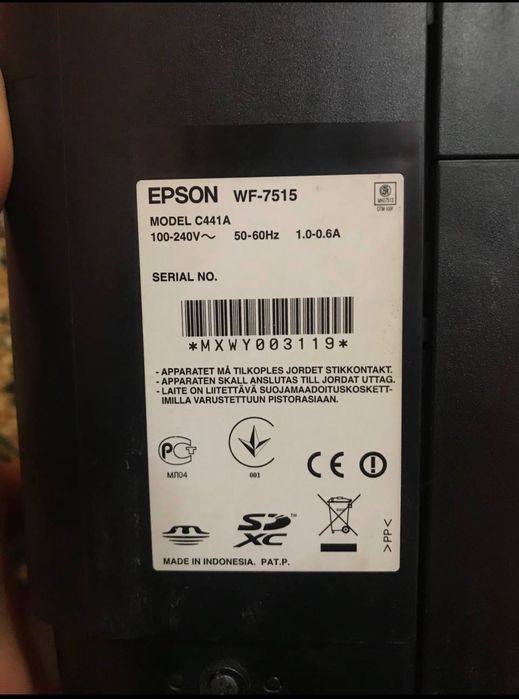 EPSON WF-7515
MODEL C441A
100-240V～ 50-60Hz 1.0-0.6A
SERIAL NO.
*MXWY003119*
- APPARATET MÅ TILKOPLES JORDET STIKKONTAKT.
- APPARATEN SKALL ANSLUTAS TILL JORDAT UTTAG.
- LAITE ON LIITETTÄVÄ SUOJAMAADOITUSKOSKETT-
IMILLA VARUSTETTUUN PISTORASIAAN.
МЛ04
001
CE
SD
XC
™
>PP<
MADE IN INDONESIA. PAT.P.